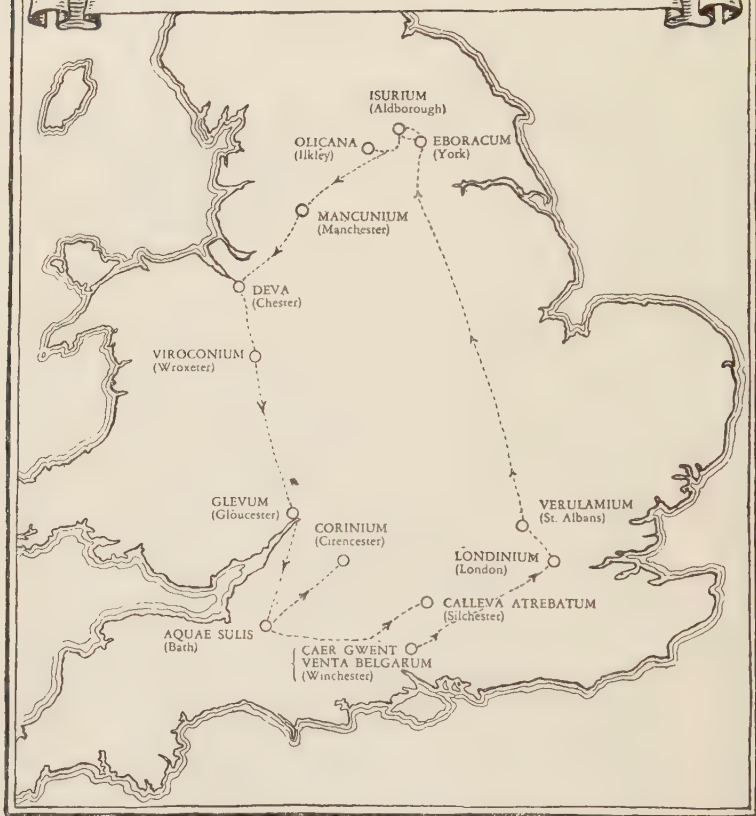 ISURIUM
(Aldborough)
OLICANA
(Ilkley)
EBORACUM
(York)
MANCUNIUM
(Manchester)
DEVA
(Chester)
VIROCONIUM
(Wroxeter)
GLEVUM
(Gloucester)
CORINIUM
(Cirencester)
VERULAMIUM
(St. Albans)
LONDINIUM
(London)
CALLEVA ATREBATUM
(Silchester)
AQUAE SULIS
(Bath)
CAER GWENT
VENTA BELGARUM
(Winchester)